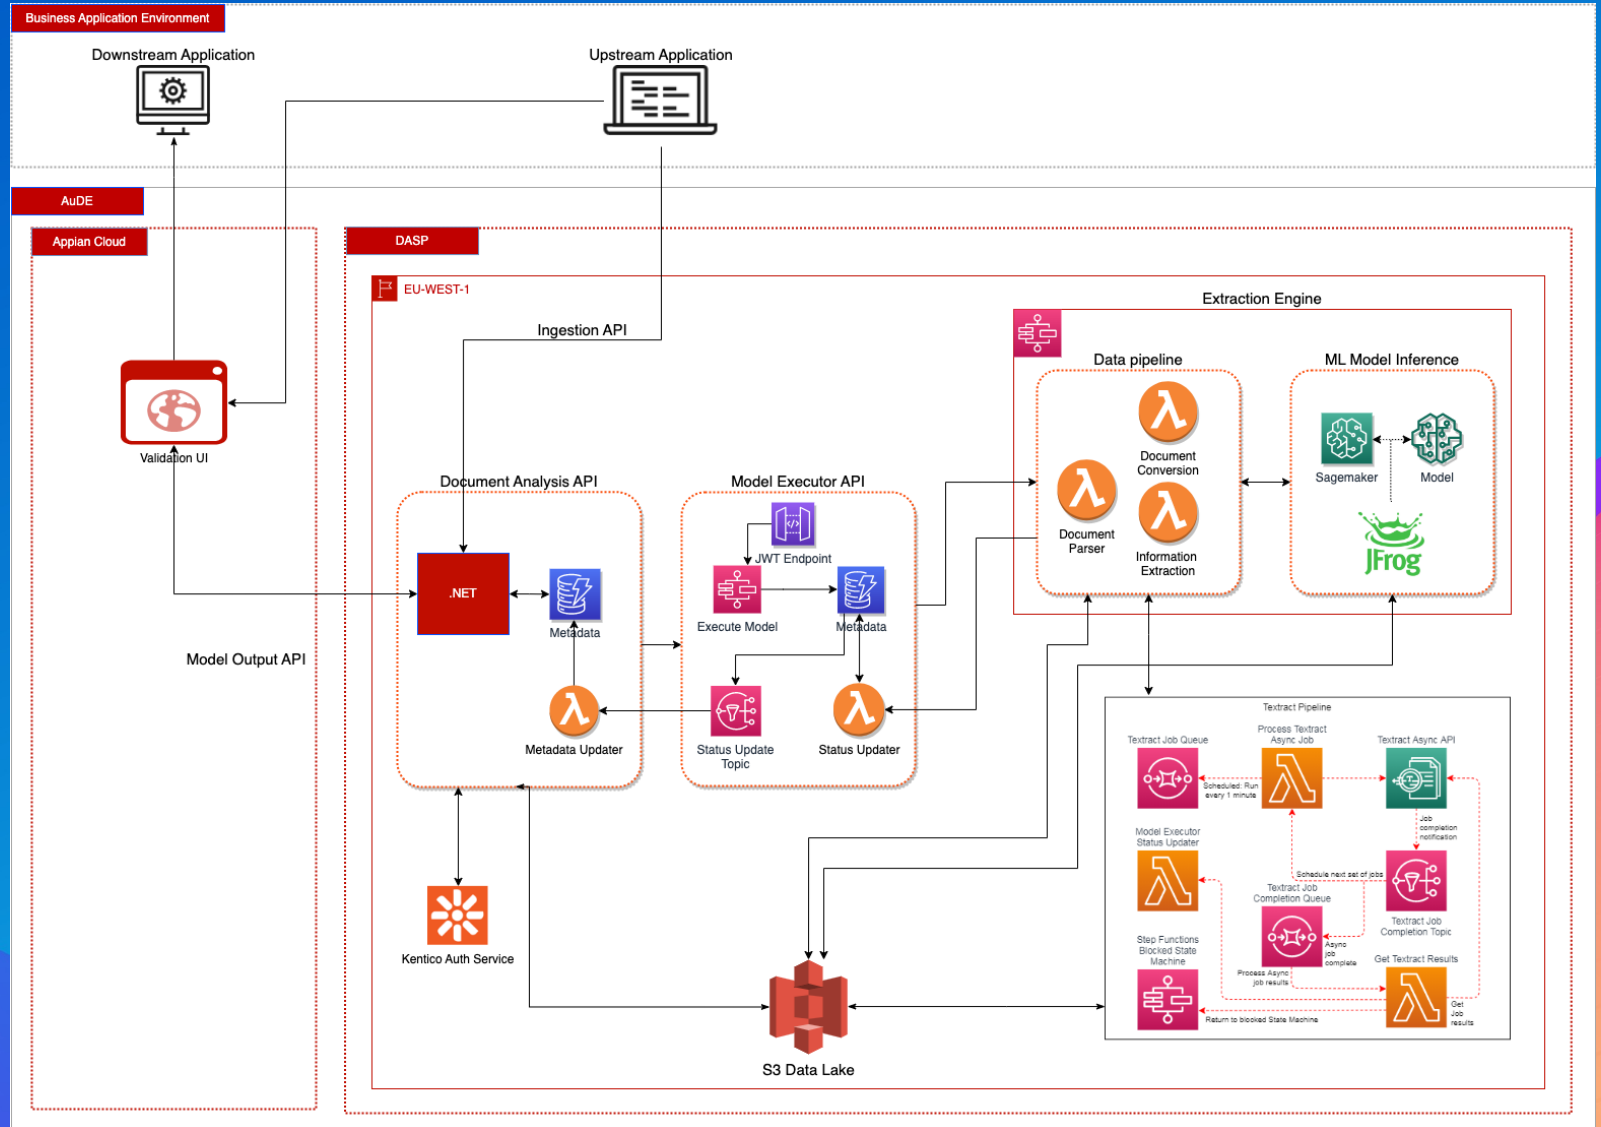 Business Application Environment
Downstream Application
Upstream Application
AuDE
Appian Cloud
DASP
EU-WEST-1
Extraction Engine
Ingestion API
Data pipeline
ML Model Inference
Document
Conversion
Sagemaker
Model
Validation UI
Document Analysis API
Model Executor API
Document
Parser
JWT Endpoint
Information
Extraction
JFrog
.NET
Metadata
Execute Model
Metadata
Model Output API
Metadata Updater
Status Update
Topic
Status Updater
Textract Pipeline
Textract Job Queue
Process Textract
Async Job
Textract Async API
Scheduled: Run
every 1 minute
Job
completion
notification
Model Executor
Status Updater
Schedule next set of jobs
Textract Job
Completion Queue
Textract Job
Completion Topic
Async
job
complete
Step Functions
Blocked State
Machine
Get Textract Results
Process Async
job results
Get
Job
results
Return to blocked State Machine
Kentico Auth Service
S3 Data Lake